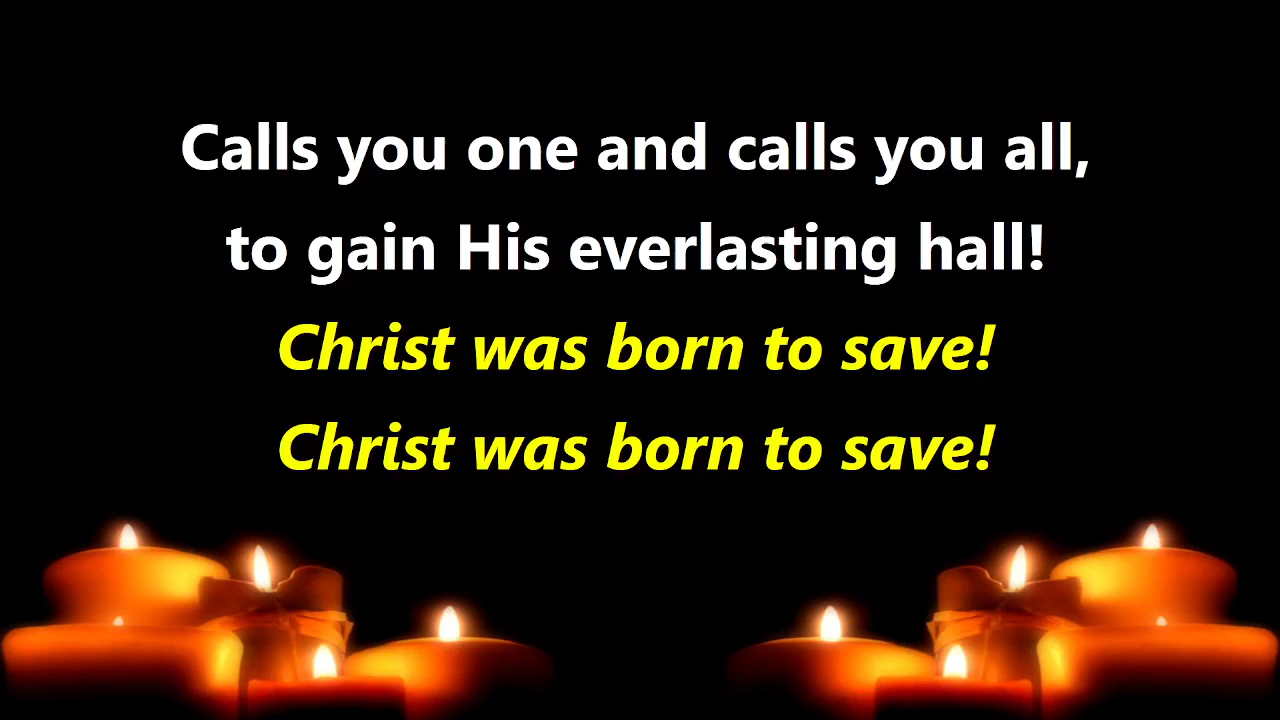 Calls you one and calls you all,
to gain His everlasting hall!
Christ was born to save!
Christ was born to save!